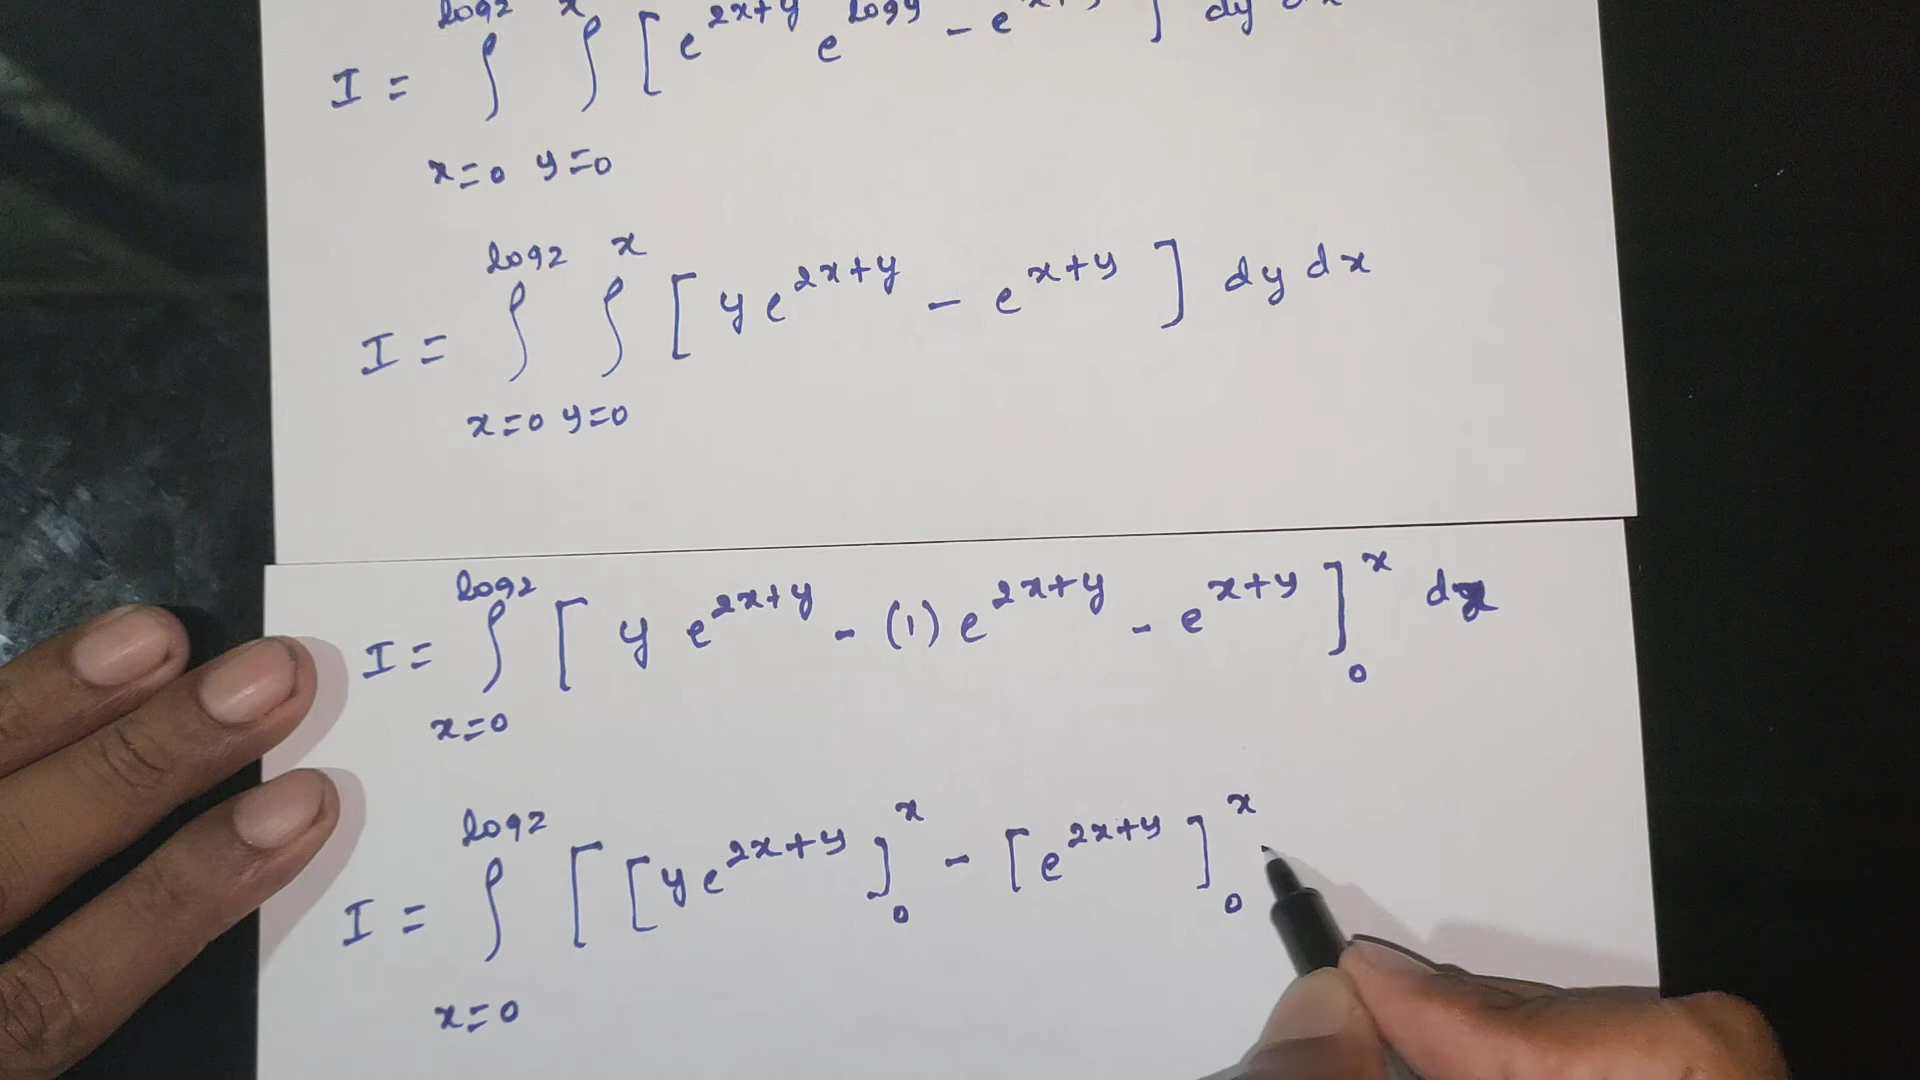 log2 x
I = ∫ ∫ [ e^{2x+y} e^{logy} - e ] dy
x=0 y=0
log2 x
I = ∫ ∫ [ y e^{2x+y} - e^{x+y} ] dy dx
x=0 y=0
log2
I = ∫ [ y e^{2x+y} - (1) e^{2x+y} - e^{x+y} ]_0^x dx
x=0
log2
I = ∫ [ [ y e^{2x+y} ]_0^x - [ e^{2x+y} ]_0^x
x=0